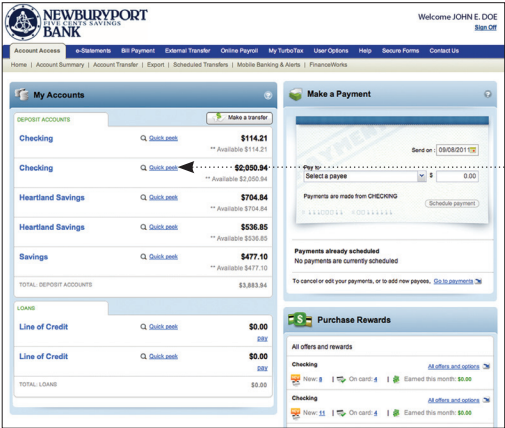 NEWBURYPORT
FIVE CENTS SAVINGS
BANK
Welcome JOHN E. DOE
Sign Off
Account Access e-Statements Bill Payment External Transfer Online Payroll My TurboTax User Options Help Secure Forms Contact Us
Home | Account Summary | Account Transfer | Export | Scheduled Transfers | Mobile Banking & Alerts | FinanceWorks
My Accounts
DEPOSIT ACCOUNTS
Make a transfer
Checking Quick peek $114.21
** Available $114.21
Checking Quick peek $2,050.94
** Available $2,050.94
Heartland Savings Quick peek $704.84
** Available $704.84
Heartland Savings Quick peek $536.85
** Available $536.85
Savings Quick peek $477.10
** Available $477.10
TOTAL: DEPOSIT ACCOUNTS $3,883.94
LOANS
Line of Credit Quick peek $0.00
pay
Line of Credit Quick peek $0.00
pay
TOTAL: LOANS $0.00
Make a Payment
PAYMENT
Send on :
Pay to
Select a payee $ 0.00
Payments are made from CHECKING
Schedule payment
Payments already scheduled
No payments are currently scheduled
To cancel or edit your payments, or to add new payees, Go to payments
Purchase Rewards
All offers and rewards
Checking All offers and options
New: 8 | On card: 4 | Earned this month: $0.00
Checking All offers and options
New: 11 | On card: 4 | Earned this month: $0.00